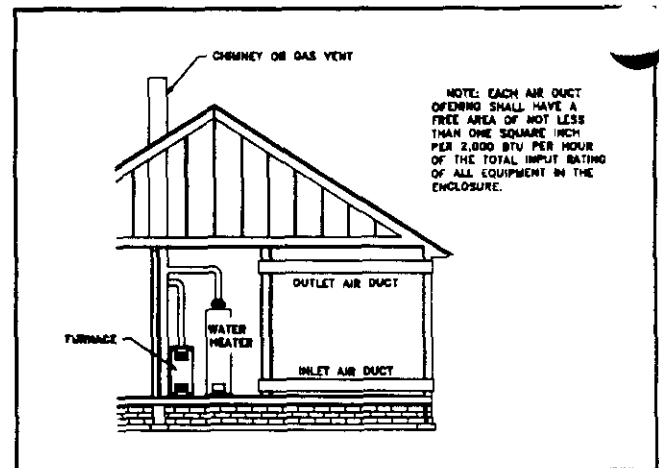 CHIMNEY OR GAS VENT
NOTE: EACH AIR DUCT
OPENING SHALL HAVE A
FREE AREA OF NOT LESS
THAN ONE SQUARE INCH
PER 2,000 BTU PER HOUR
OF THE TOTAL INPUT RATING
OF ALL EQUIPMENT IN THE
ENCLOSURE.
OUTLET AIR DUCT
FURNACE
WATER
HEATER
INLET AIR DUCT